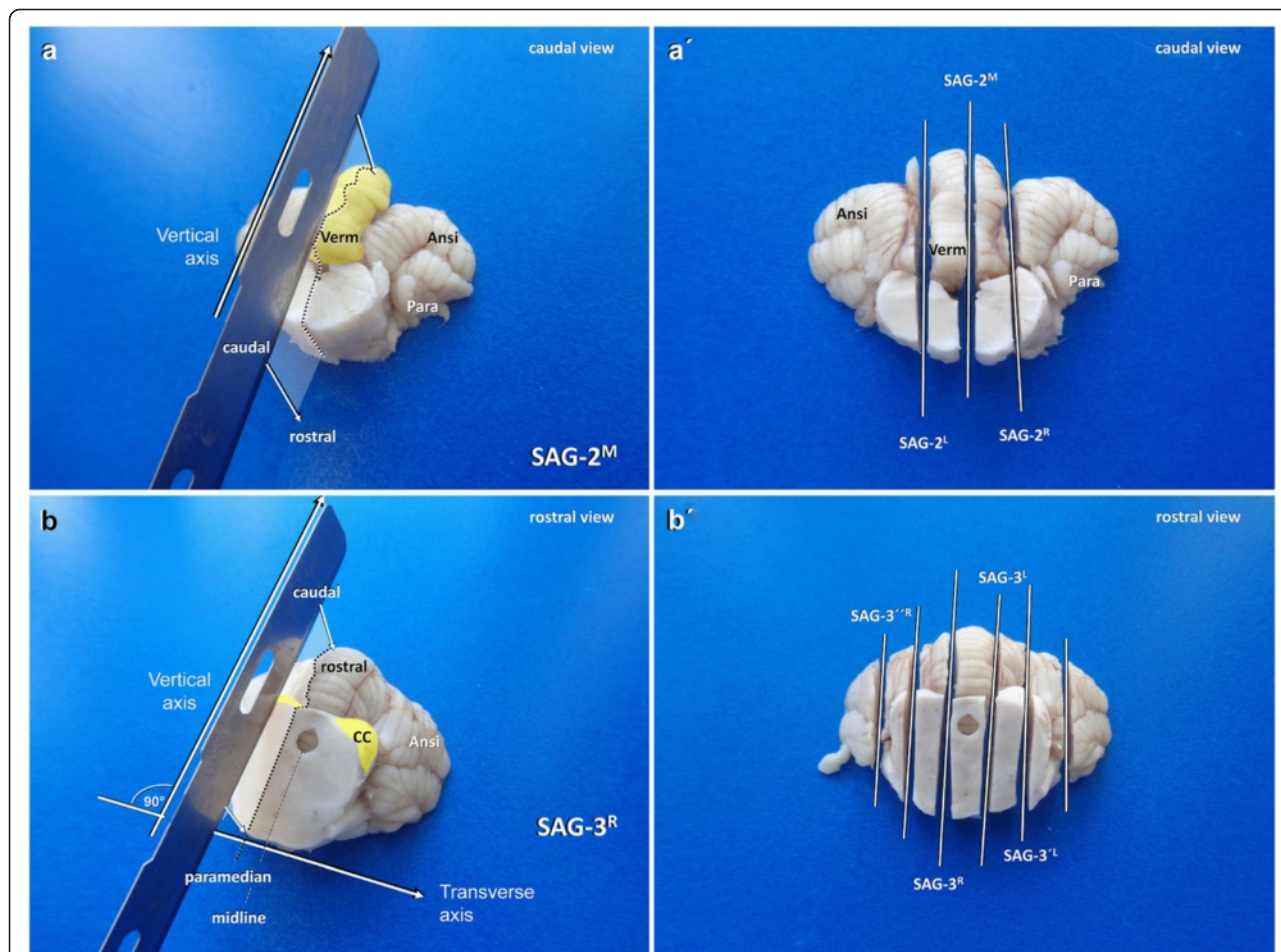 a
caudal view
Vertical
axis
Verm
Ansi
Para
caudal
rostral
SAG-2ᴹ
a´
caudal view
SAG-2ᴹ
Ansi
Verm
Para
SAG-2ᴸ
SAG-2ᴿ
b
rostral view
caudal
rostral
Vertical
axis
CC
Ansi
90°
SAG-3ᴿ
paramedian
Transverse
axis
midline
b´
rostral view
SAG-3ᴸ
SAG-3´´ᴿ
SAG-3´ᴸ
SAG-3ᴿ